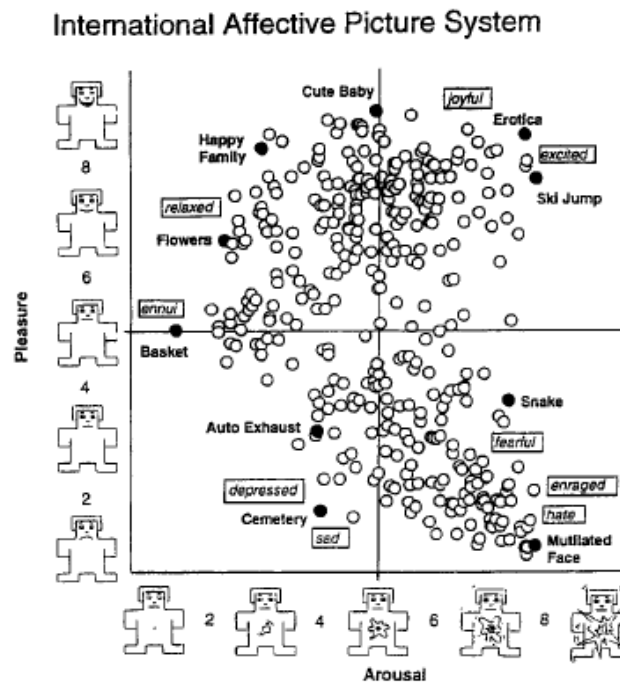 International Affective Picture System
Cute Baby
joyful
Erotica
Happy
Family
excited
8
Ski Jump
relaxed
Flowers
6
ennui
Pleasure
Basket
4
Snake
Auto Exhaust
fearful
depressed
enraged
2
Cemetery
hate
sad
Mutilated
Face
2
4
6
8
Arousal